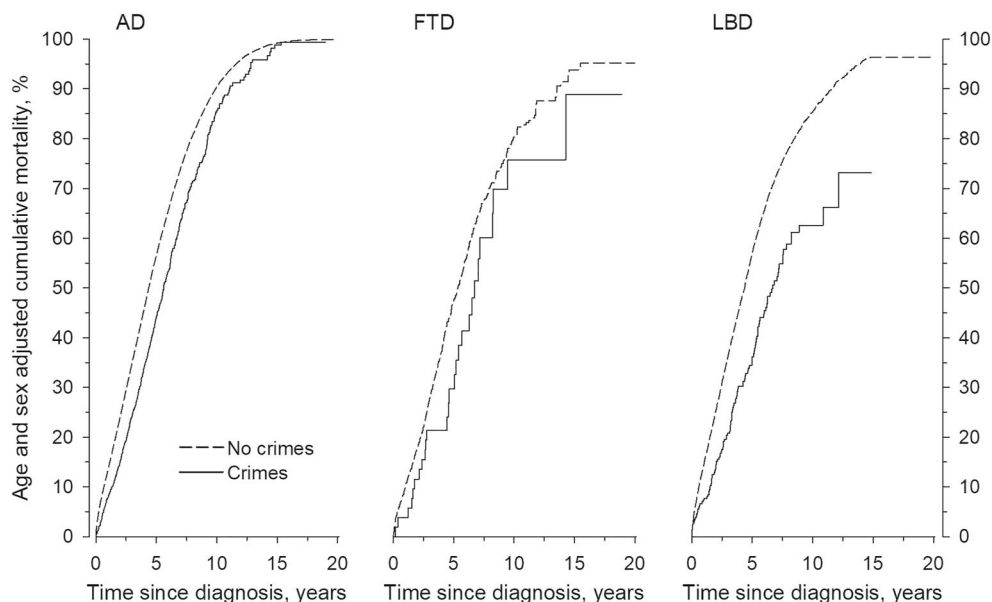 AD
FTD
LBD
Age and sex adjusted cumulative mortality, %
100
90
80
70
60
50
40
30
20
10
0
No crimes
Crimes
100
90
80
70
60
50
40
30
20
10
0
0 5 10 15 20
0 5 10 15 20
0 5 10 15 20
Time since diagnosis, years
Time since diagnosis, years
Time since diagnosis, years